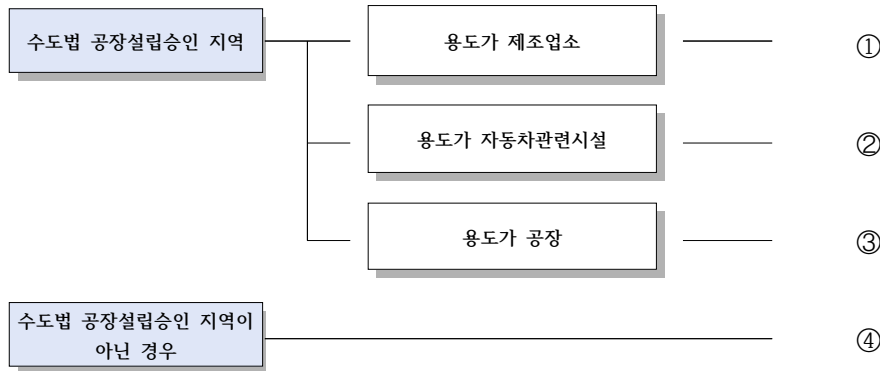 수도법 공장설립승인 지역
용도가 제조업소
①
용도가 자동차관련시설
②
용도가 공장
③
수도법 공장설립승인 지역이
아닌 경우
④